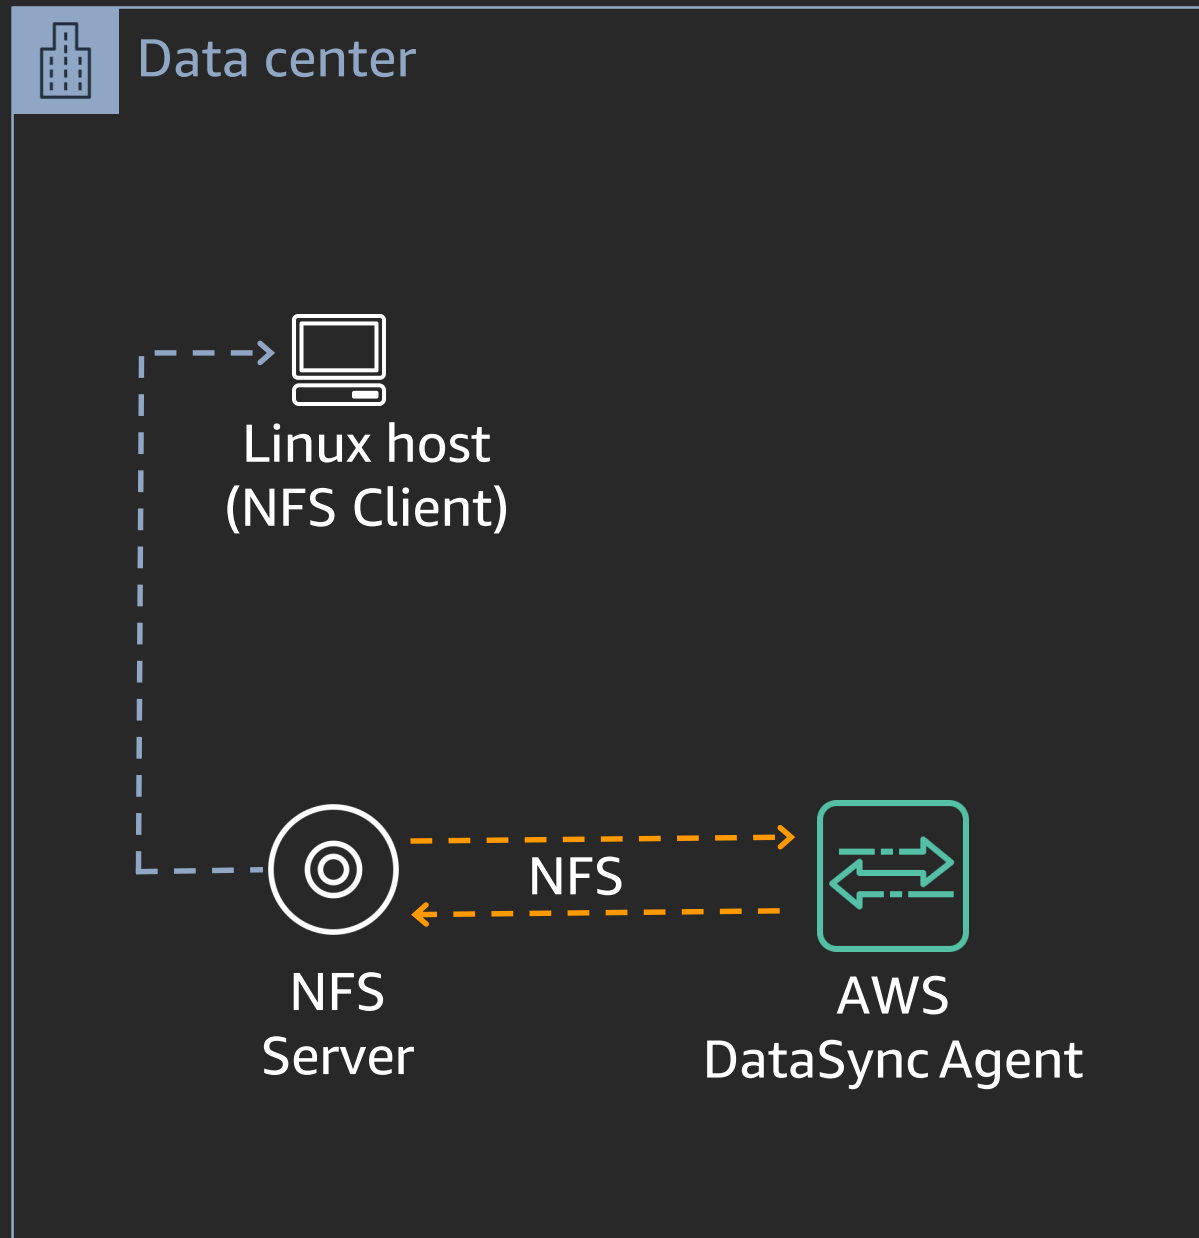 Data center
Linux host
(NFS Client)
NFS
NFS
Server
AWS
DataSync Agent